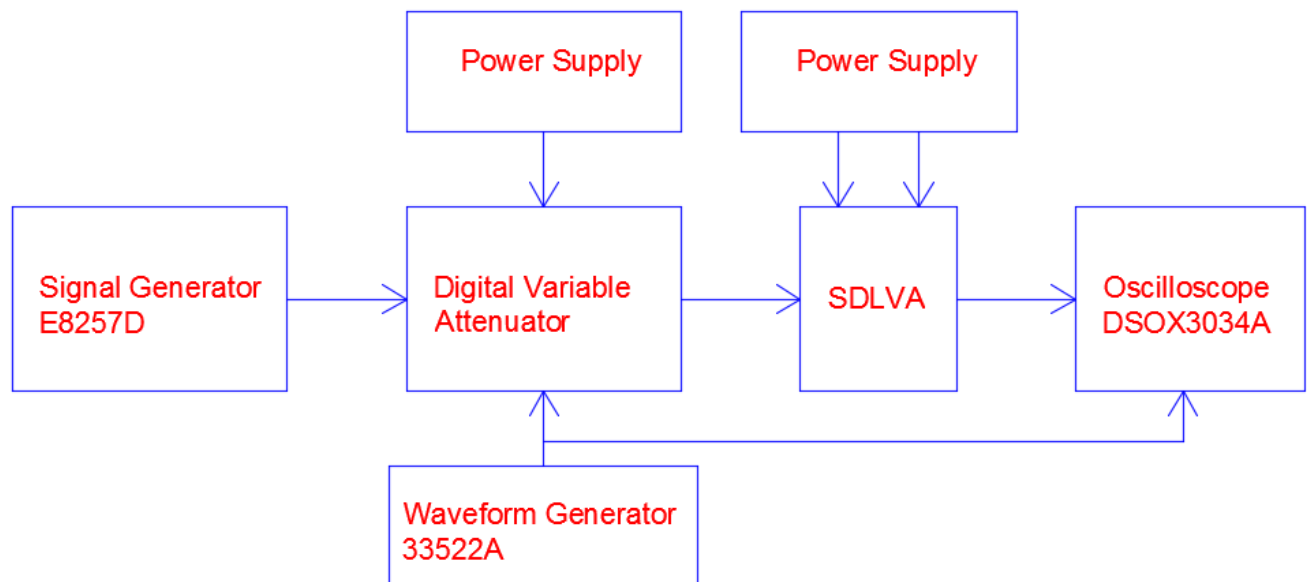 Power Supply
Power Supply
Signal Generator
E8257D
Digital Variable
Attenuator
SDLVA
Oscilloscope
DSOX3034A
Waveform Generator
33522A